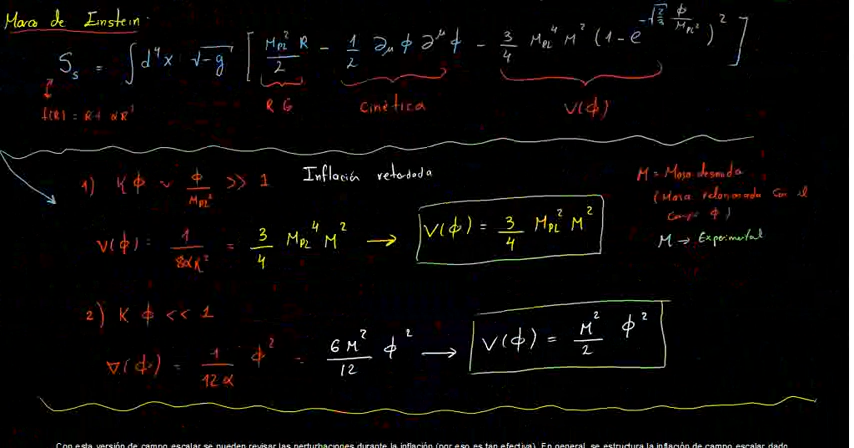 Marco de Einstein.
S_s = ∫ d⁴x √-g [ M_PL² R / 2 - 1/2 ∂_μ ϕ ∂^μ ϕ - 3/4 M_PL⁴ M² (1 - e^{-√(2/3) ϕ/M_PL²})² ]
f(R) = R + αR² RG cinética V(ϕ)
1) Kϕ ~ ϕ/M_PL² >> 1 Inflación retardada
M = Masa desnuda
(Masa relacionada con el
campo ϕ)
M → Experimental
V(ϕ) = 1/8αK² = 3/4 M_PL⁴ M² → V(ϕ) = 3/4 M_PL² M²
2) K ϕ << 1
V(ϕ) = 1/12α ϕ² = 6M²/12 ϕ² → V(ϕ) = M²/2 ϕ²
Con esta versión de campo escalar se pueden revisar las perturbaciones durante la inflación (por eso es tan efectiva). En general, se estructura la inflación de campo escalar dado